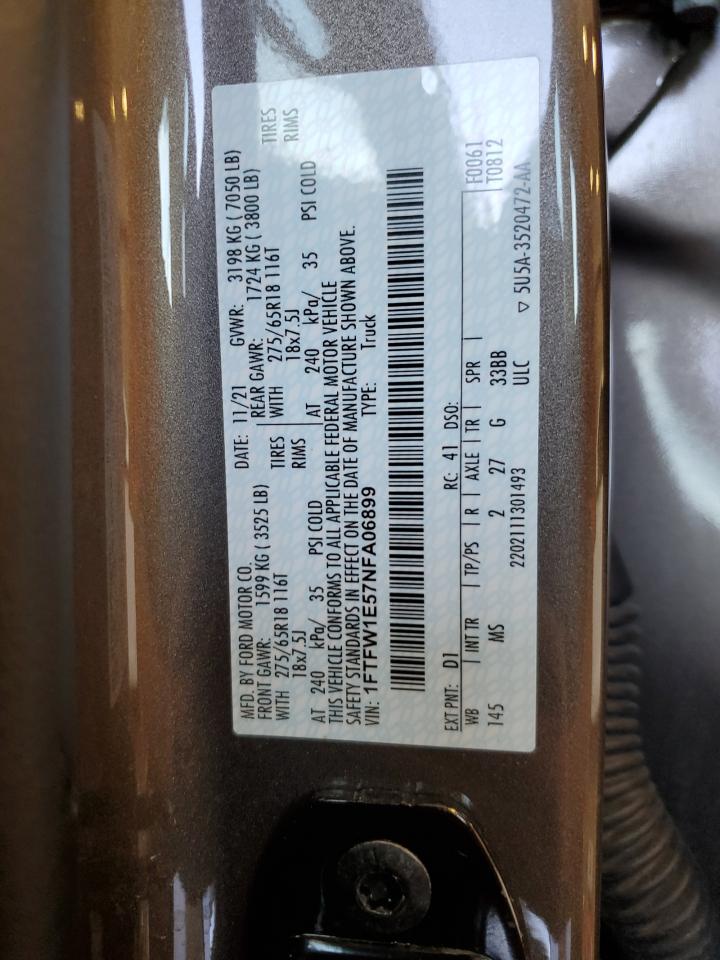 MFD. BY FORD MOTOR CO.
DATE: 11/21 GVWR: 3198 KG ( 7050 LB)
FRONT GAWR: 1599 KG ( 3525 LB) REAR GAWR: 1724 KG ( 3800 LB)
WITH 275/65R18 116T TIRES WITH 275/65R18 116T TIRES
18x7.5J RIMS 18x7.5J RIMS
AT 240 kPa/ 35 PSI COLD AT 240 kPa/ 35 PSI COLD
THIS VEHICLE CONFORMS TO ALL APPLICABLE FEDERAL MOTOR VEHICLE
SAFETY STANDARDS IN EFFECT ON THE DATE OF MANUFACTURE SHOWN ABOVE.
VIN: 1FTFW1E57NFA06899 TYPE: Truck
F0061
T0812
EXT PNT: D1 RC: 41 DSO:
WB INT TR TP/PS R AXLE TR SPR
145 MS 2 27 G 33BB
2202111301493 ULC
▽ 5U5A-3520472-AA